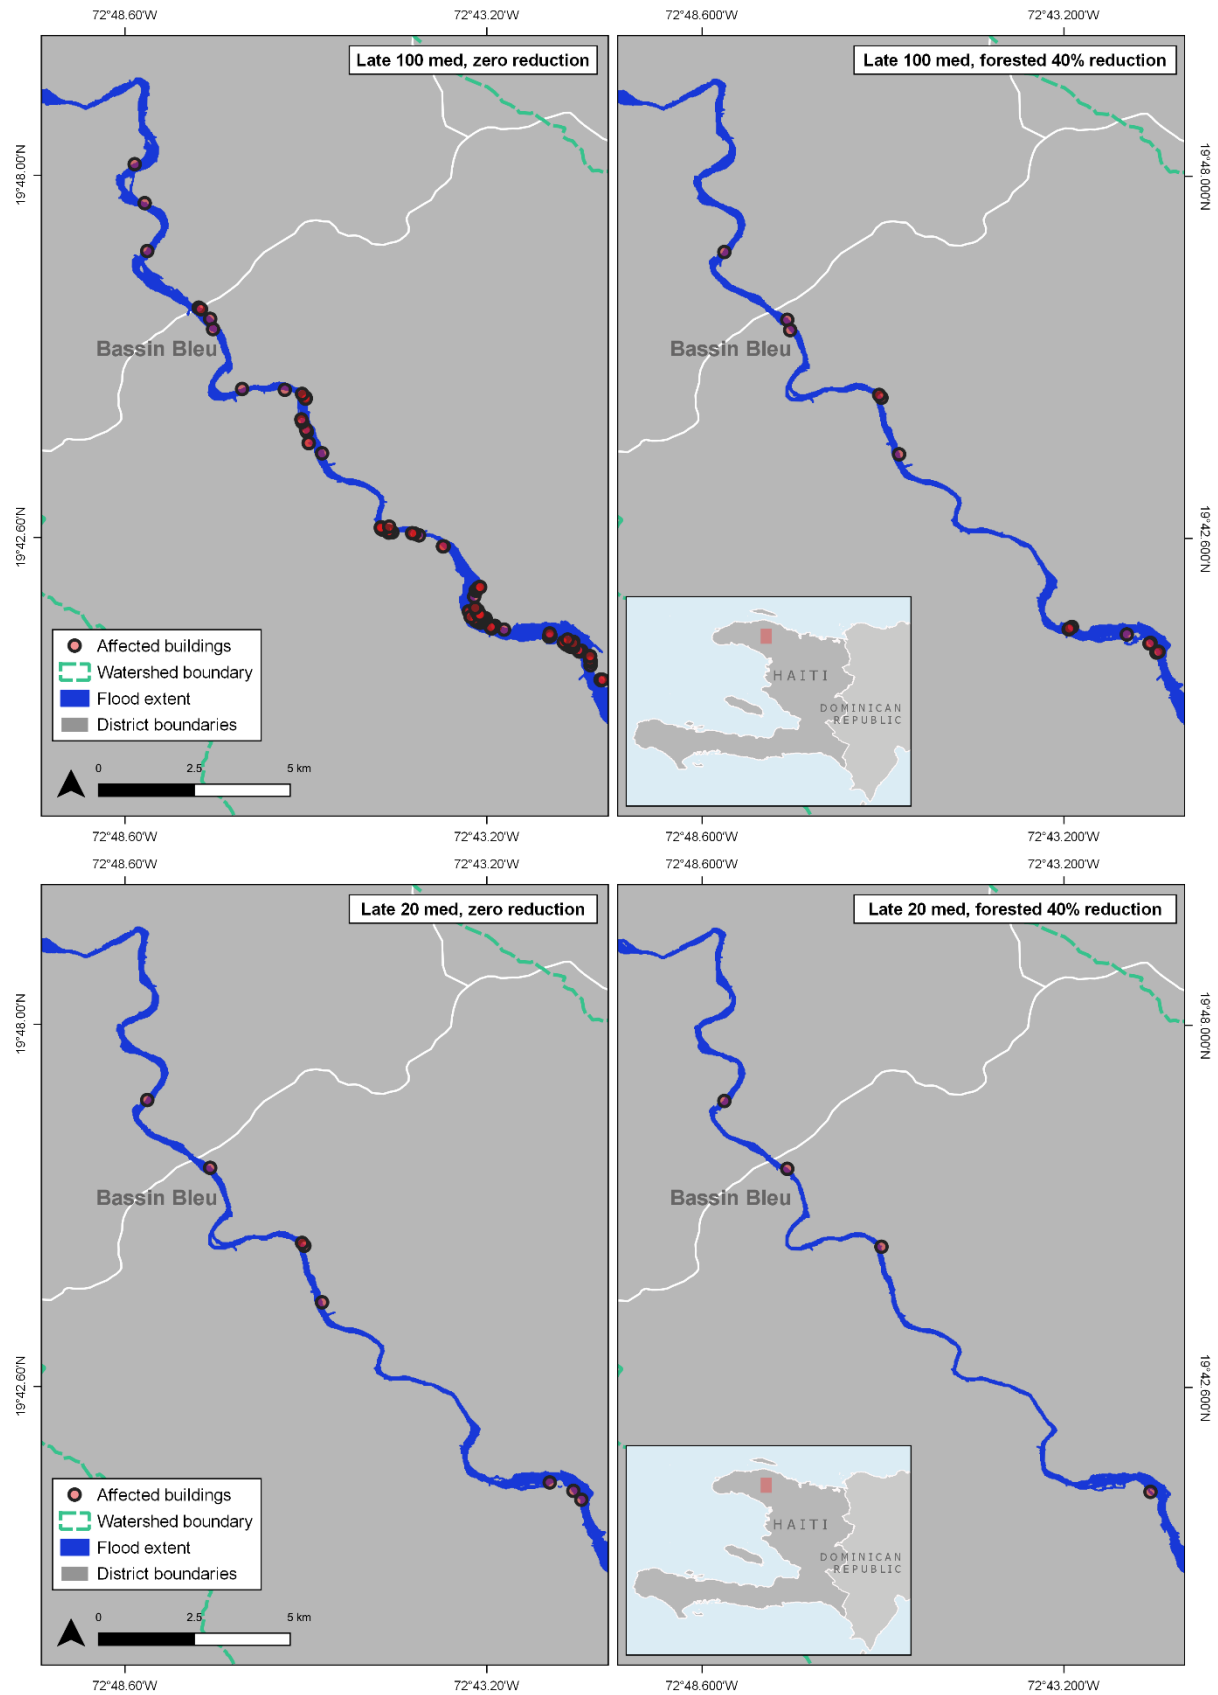 72°48.60'W
72°43.20'W
72°48.600'W
72°43.200'W
Late 100 med, zero reduction
Late 100 med, forested 40% reduction
19°48.00'N
19°48.000'N
Bassin Bleu
Bassin Bleu
19°42.60'N
19°42.600'N
Affected buildings
Watershed boundary
Flood extent
District boundaries
0 2.5 5 km
HAITI
DOMINICAN
REPUBLIC
72°48.60'W
72°43.20'W
72°48.600'W
72°43.200'W
72°48.60'W
72°43.20'W
72°48.600'W
72°43.200'W
Late 20 med, zero reduction
Late 20 med, forested 40% reduction
19°48.00'N
19°48.000'N
Bassin Bleu
Bassin Bleu
19°42.60'N
19°42.600'N
Affected buildings
Watershed boundary
Flood extent
District boundaries
0 2.5 5 km
HAITI
DOMINICAN
REPUBLIC
72°48.60'W
72°43.20'W
72°48.600'W
72°43.200'W